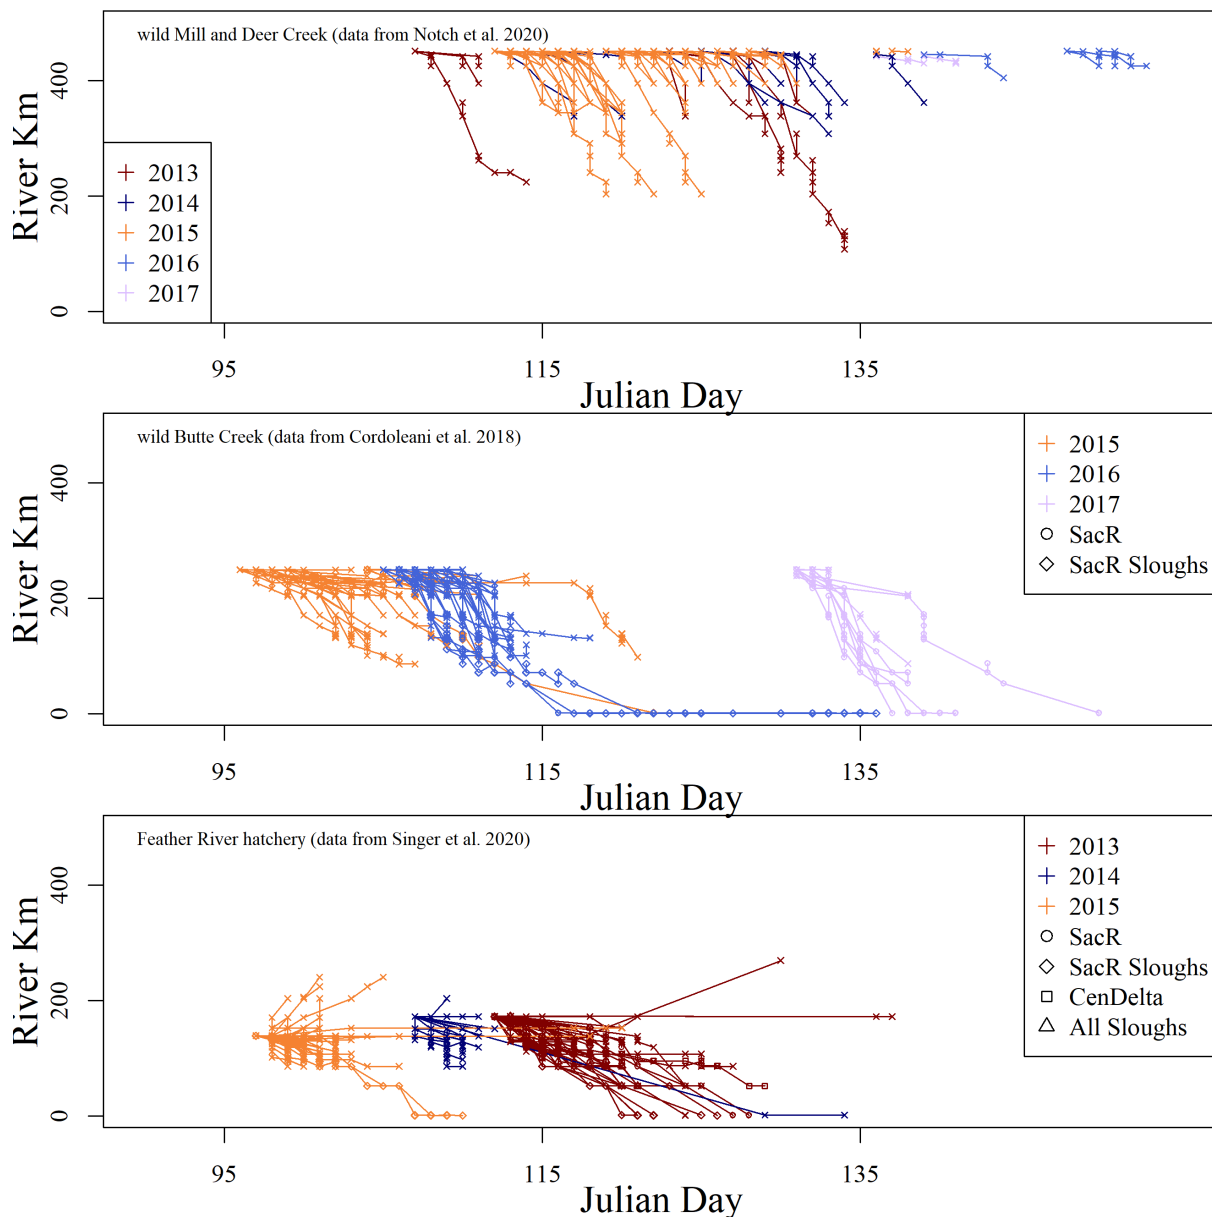 wild Mill and Deer Creek (data from Notch et al. 2020)
River Km
400
200
0
2013
2014
2015
2016
2017
95
115
135
Julian Day
wild Butte Creek (data from Cordoleani et al. 2018)
River Km
400
200
0
2015
2016
2017
SacR
SacR Sloughs
95
115
135
Julian Day
Feather River hatchery (data from Singer et al. 2020)
River Km
400
200
0
2013
2014
2015
SacR
SacR Sloughs
CenDelta
All Sloughs
95
115
135
Julian Day